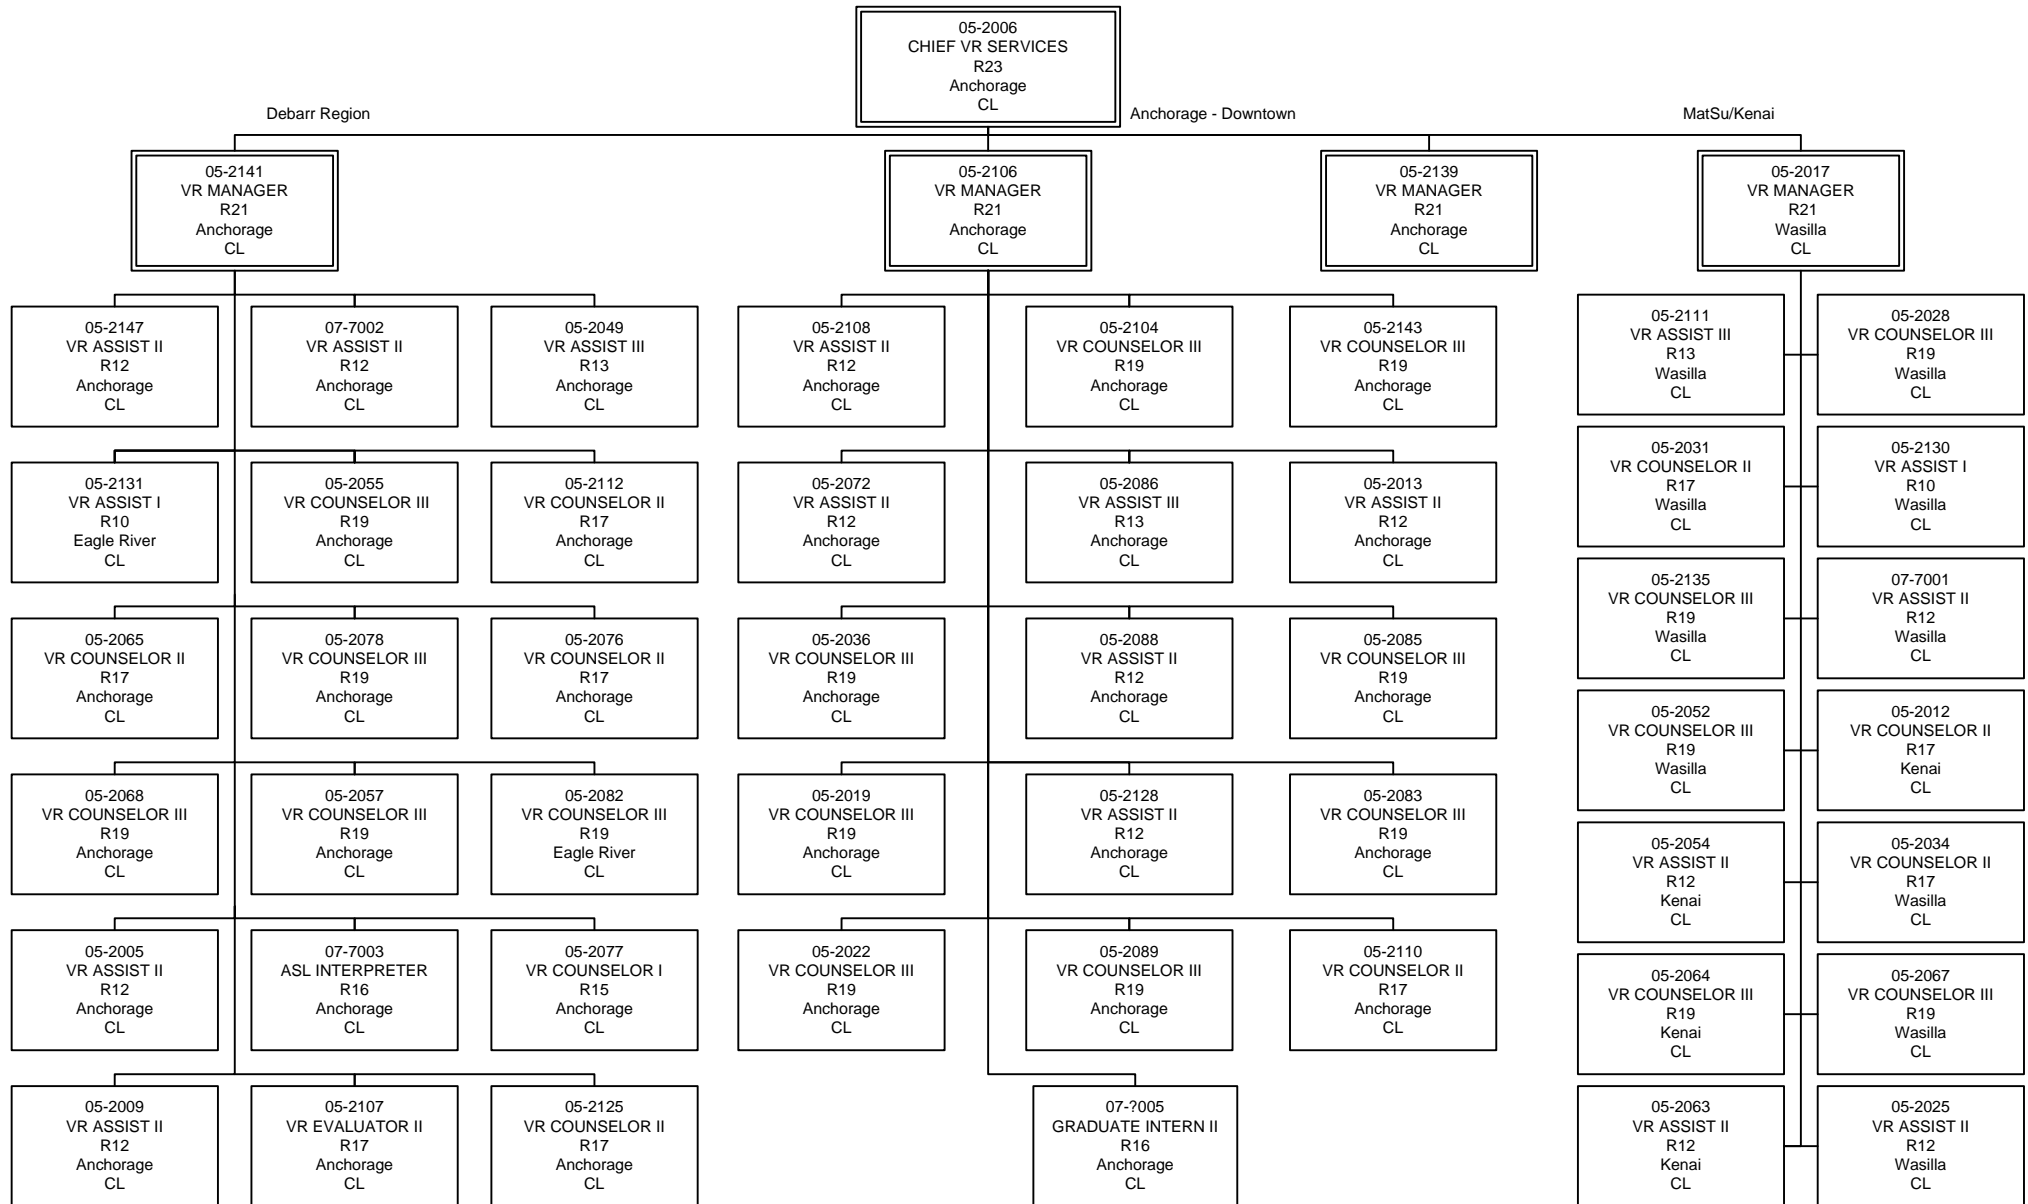 05-2006
CHIEF VR SERVICES
R23
Anchorage
CL
Debarr Region
Anchorage - Downtown
MatSu/Kenai
05-2141
VR MANAGER
R21
Anchorage
CL
05-2106
VR MANAGER
R21
Anchorage
CL
05-2139
VR MANAGER
R21
Anchorage
CL
05-2017
VR MANAGER
R21
Wasilla
CL
05-2147
VR ASSIST II
R12
Anchorage
CL
07-7002
VR ASSIST II
R12
Anchorage
CL
05-2049
VR ASSIST III
R13
Anchorage
CL
05-2131
VR ASSIST I
R10
Eagle River
CL
05-2055
VR COUNSELOR III
R19
Anchorage
CL
05-2112
VR COUNSELOR II
R17
Anchorage
CL
05-2065
VR COUNSELOR II
R17
Anchorage
CL
05-2078
VR COUNSELOR III
R19
Anchorage
CL
05-2076
VR COUNSELOR II
R17
Anchorage
CL
05-2068
VR COUNSELOR III
R19
Anchorage
CL
05-2057
VR COUNSELOR III
R19
Anchorage
CL
05-2082
VR COUNSELOR III
R19
Eagle River
CL
05-2005
VR ASSIST II
R12
Anchorage
CL
07-7003
ASL INTERPRETER
R16
Anchorage
CL
05-2077
VR COUNSELOR I
R15
Anchorage
CL
05-2009
VR ASSIST II
R12
Anchorage
CL
05-2107
VR EVALUATOR II
R17
Anchorage
CL
05-2125
VR COUNSELOR II
R17
Anchorage
CL
05-2108
VR ASSIST II
R12
Anchorage
CL
05-2104
VR COUNSELOR III
R19
Anchorage
CL
05-2143
VR COUNSELOR III
R19
Anchorage
CL
05-2072
VR ASSIST II
R12
Anchorage
CL
05-2086
VR ASSIST III
R13
Anchorage
CL
05-2013
VR ASSIST II
R12
Anchorage
CL
05-2036
VR COUNSELOR III
R19
Anchorage
CL
05-2088
VR ASSIST II
R12
Anchorage
CL
05-2085
VR COUNSELOR III
R19
Anchorage
CL
05-2019
VR COUNSELOR III
R19
Anchorage
CL
05-2128
VR ASSIST II
R12
Anchorage
CL
05-2083
VR COUNSELOR III
R19
Anchorage
CL
05-2022
VR COUNSELOR III
R19
Anchorage
CL
05-2089
VR COUNSELOR III
R19
Anchorage
CL
05-2110
VR COUNSELOR II
R17
Anchorage
CL
07-?005
GRADUATE INTERN II
R16
Anchorage
CL
05-2111
VR ASSIST III
R13
Wasilla
CL
05-2028
VR COUNSELOR III
R19
Wasilla
CL
05-2031
VR COUNSELOR II
R17
Wasilla
CL
05-2130
VR ASSIST I
R10
Wasilla
CL
05-2135
VR COUNSELOR III
R19
Wasilla
CL
07-7001
VR ASSIST II
R12
Wasilla
CL
05-2052
VR COUNSELOR III
R19
Wasilla
CL
05-2012
VR COUNSELOR II
R17
Kenai
CL
05-2054
VR ASSIST II
R12
Kenai
CL
05-2034
VR COUNSELOR II
R17
Wasilla
CL
05-2064
VR COUNSELOR III
R19
Kenai
CL
05-2067
VR COUNSELOR III
R19
Wasilla
CL
05-2063
VR ASSIST II
R12
Kenai
CL
05-2025
VR ASSIST II
R12
Wasilla
CL